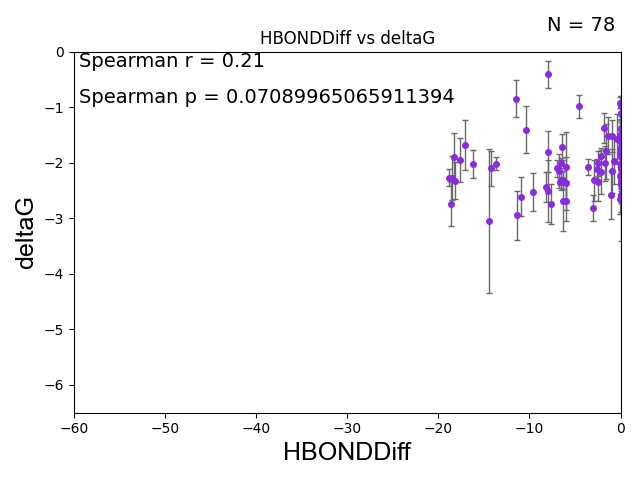 N = 78
HBONDDiff vs deltaG
Spearman r = 0.21
Spearman p = 0.07089965065911394
0
−1
−2
−3
−4
−5
−6
deltaG
−60 −50 −40 −30 −20 −10 0
HBONDDiff